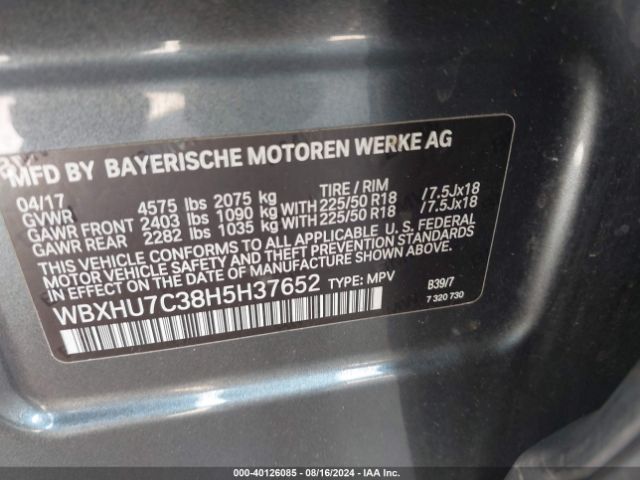 MFD BY BAYERISCHE MOTOREN WERKE AG
04/17 TIRE / RIM
GVWR 4575 lbs 2075 kg
GAWR FRONT 2403 lbs 1090 kg WITH 225/50 R18 /7.5Jx18
GAWR REAR 2282 lbs 1035 kg WITH 225/50 R18 /7.5Jx18
THIS VEHICLE CONFORMS TO ALL APPLICABLE U. S. FEDERAL
MOTOR VEHICLE SAFETY, BUMPER, AND THEFT PREVENTION STANDARDS
IN EFFECT ON THE DATE OF MANUFACTURE SHOWN ABOVE.
WBXHU7C38H5H37652 TYPE: MPV B39/7
7 320 730
000-40126085 - 08/16/2024 - IAA Inc.